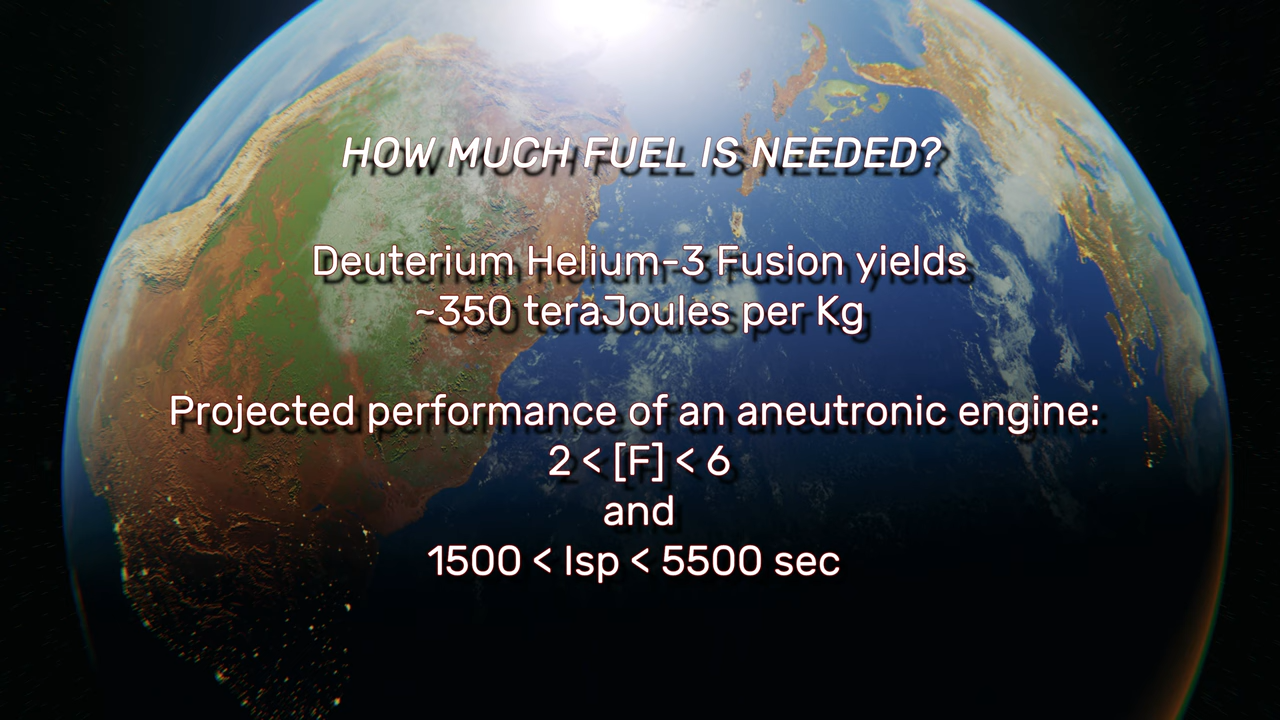 HOW MUCH FUEL IS NEEDED?
Deuterium Helium-3 Fusion yields
~350 teraJoules per Kg
Projected performance of an aneutronic engine:
2 < [F] < 6
and
1500 < Isp < 5500 sec